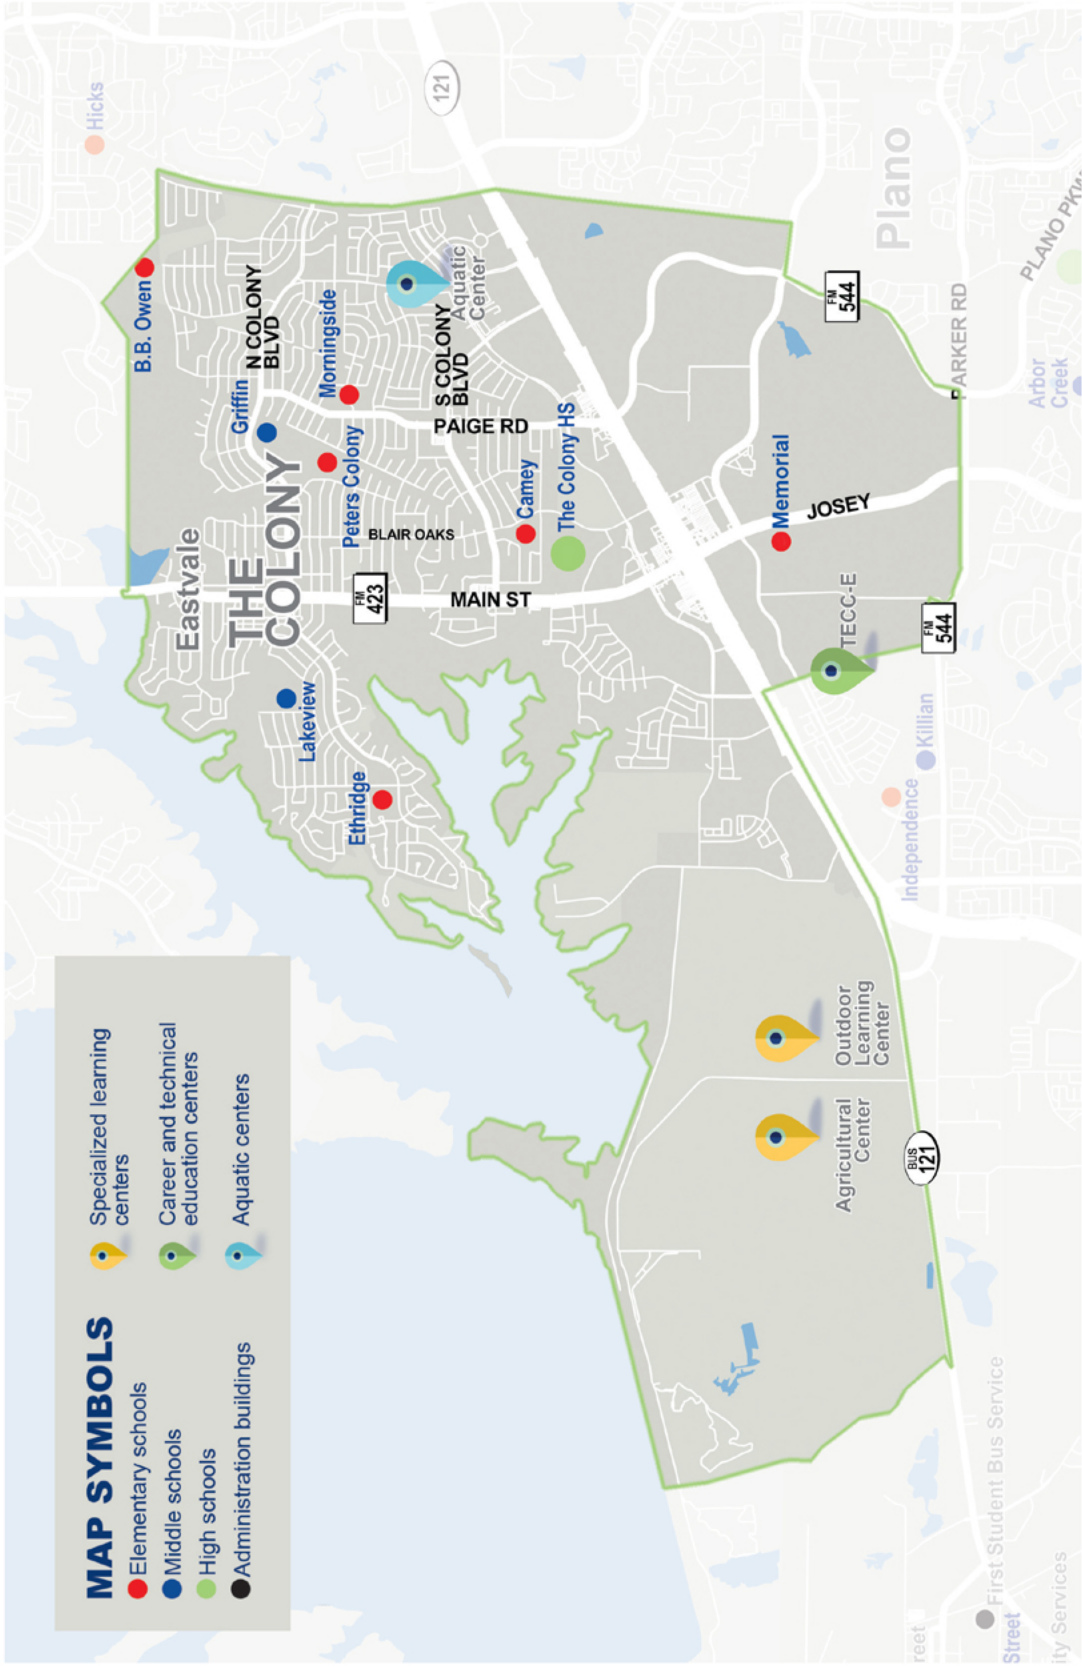 MAP SYMBOLS
Elementary schools
Middle schools
High schools
Administration buildings
Specialized learning
centers
Career and technical
education centers
Aquatic centers
Hicks
B.B. Owen
N COLONY
BLVD
Griffin
Morningside
Peters Colony
Eastvale
THE
COLONY
Lakeview
Ethridge
BLAIR OAKS
FM
423
MAIN ST
PAIGE RD
S COLONY
BLVD
Aquatic
Center
Camey
The Colony HS
121
Memorial
JOSEY
TECC-E
FM
544
FM
544
Plano
PARKER RD
PLANO PKW
Arbor
Creek
Killian
Independence
Outdoor
Learning
Center
Agricultural
Center
BUS
121
First Student Bus Service
Street
ity Services
reet